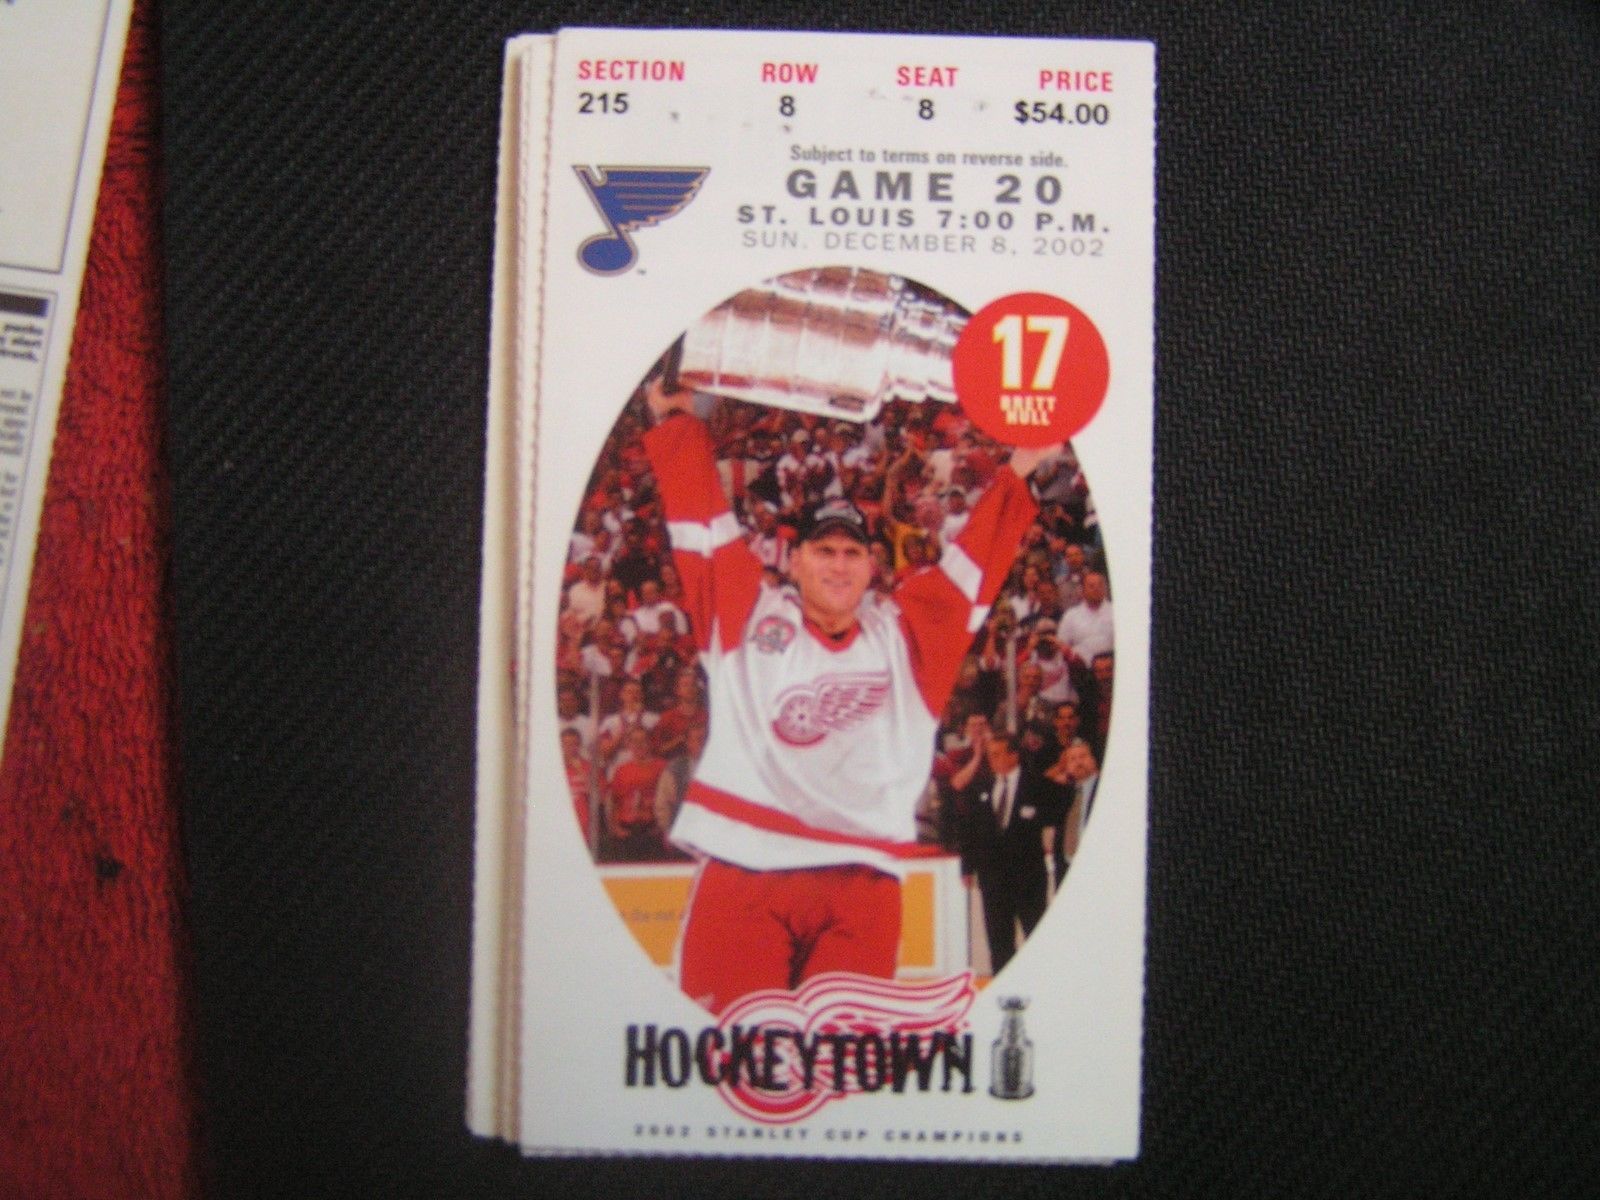 SECTION ROW SEAT PRICE
215 8 8 $54.00
Subject to terms on reverse side.
GAME 20
ST. LOUIS 7:00 P.M.
SUN. DECEMBER 8, 2002
™
17
BRETT
HULL
HOCKEYTOWN
2002 STANLEY CUP CHAMPIONS